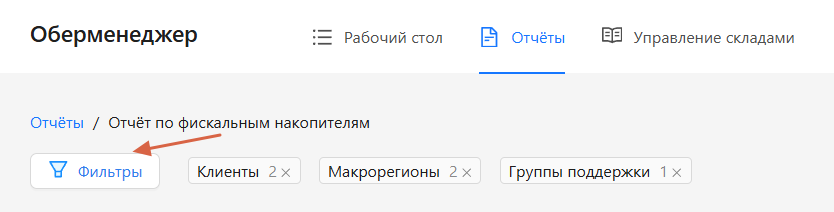 Оберменеджер
Рабочий стол
Отчёты
Управление складами
Отчёты / Отчёт по фискальным накопителям
Фильтры
Клиенты 2 ×
Макрорегионы 2 ×
Группы поддержки 1 ×